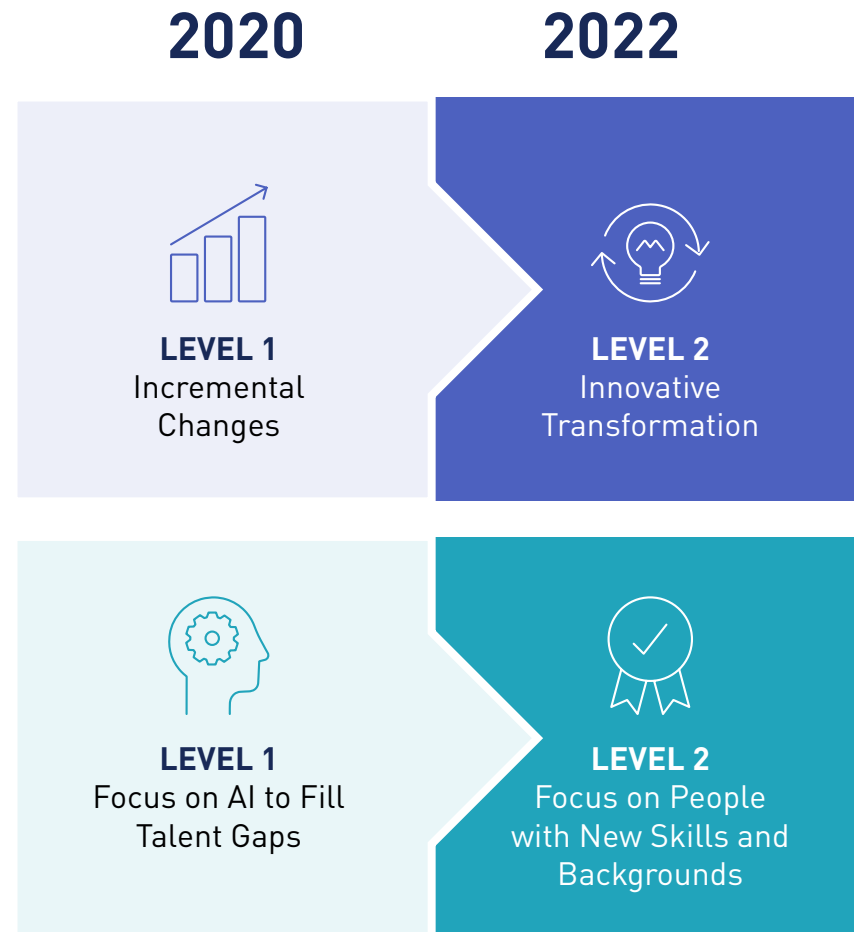 2020
2022
LEVEL 1
Incremental
Changes
LEVEL 2
Innovative
Transformation
LEVEL 1
Focus on AI to Fill
Talent Gaps
LEVEL 2
Focus on People
with New Skills and
Backgrounds